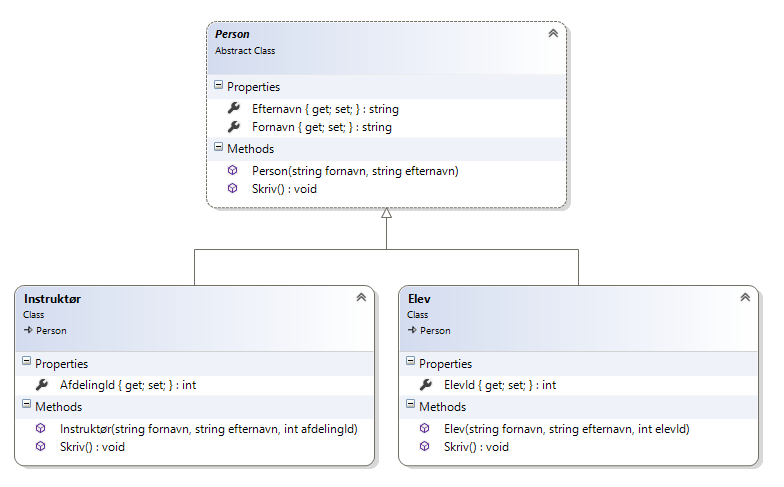 Person
Abstract Class
Properties
Efternavn { get; set; } : string
Fornavn { get; set; } : string
Methods
Person(string fornavn, string efternavn)
Skriv() : void
Instruktør
Class
Person
Properties
AfdelingId { get; set; } : int
Methods
Instruktør(string fornavn, string efternavn, int afdelingId)
Skriv() : void
Elev
Class
Person
Properties
ElevId { get; set; } : int
Methods
Elev(string fornavn, string efternavn, int elevId)
Skriv() : void